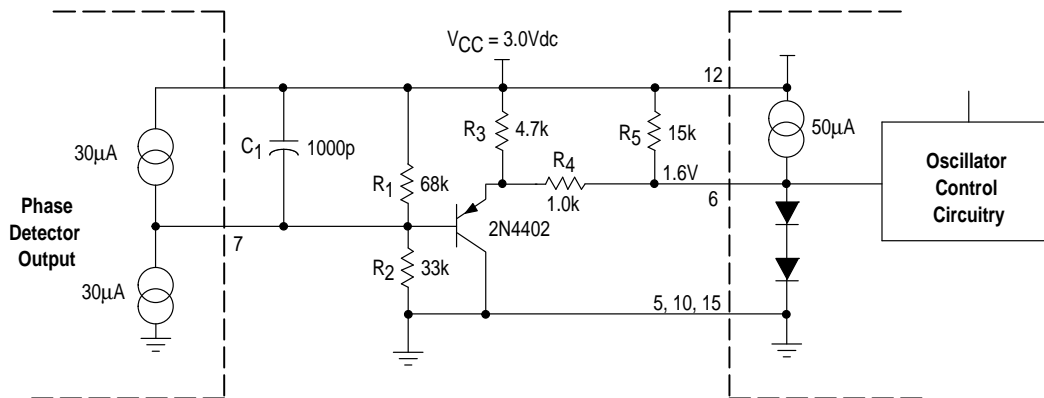 VCC = 3.0Vdc
12
30µA
C1
1000p
R3
4.7k
R5
15k
50µA
R4
1.0k
1.6V
6
Oscillator
Control
Circuitry
R1
68k
Phase
Detector
Output
7
2N4402
R2
33k
30µA
5, 10, 15